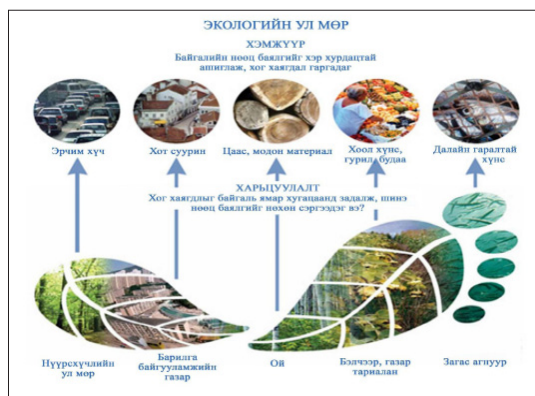 ЭКОЛОГИЙН УЛ МӨР
ХЭМЖҮҮР
Байгалийн нөөц баялгийг хэр хурдацтай
ашиглаж, хог хаягдал гаргадаг
Эрчим хүч
Хот суурин
Цаас, модон материал
Хоол хүнс,
гурил, будаа
Далайн гаралтай
хүнс
ХАРЬЦУУЛАЛТ
Хог хаягдлыг байгаль ямар хугацаанд задалж, шинэ
нөөц баялгийг нөхөн сэргээдэг вэ?
Нүүрсхүчлийн
ул мөр
Барилга
байгууламжийн
газар
Ой
Бэлчээр, газар
тариалан
Загас агнуур